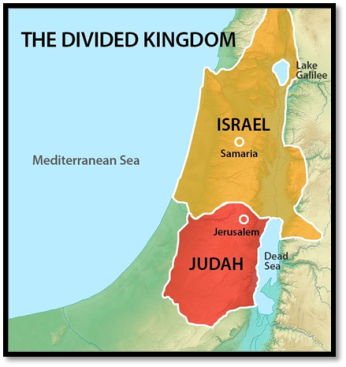 THE DIVIDED KINGDOM
Lake
Galilee
ISRAEL
Samaria
Mediterranean Sea
Jerusalem
JUDAH
Dead
Sea